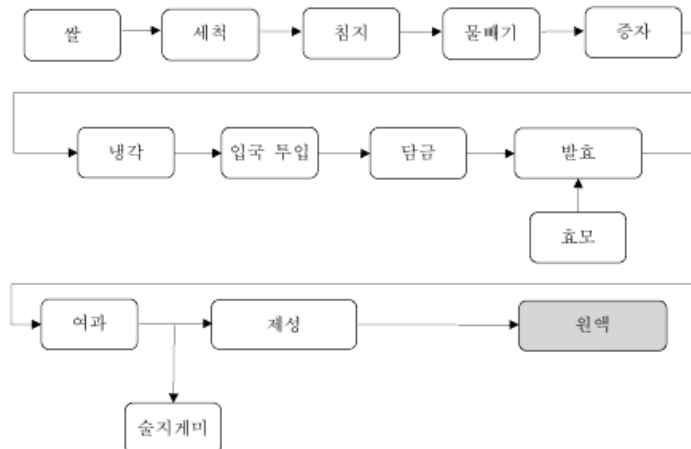 쌀
세척
침지
물빼기
증자
냉각
입국 투입
담금
발효
효모
여과
제성
원액
술지게미